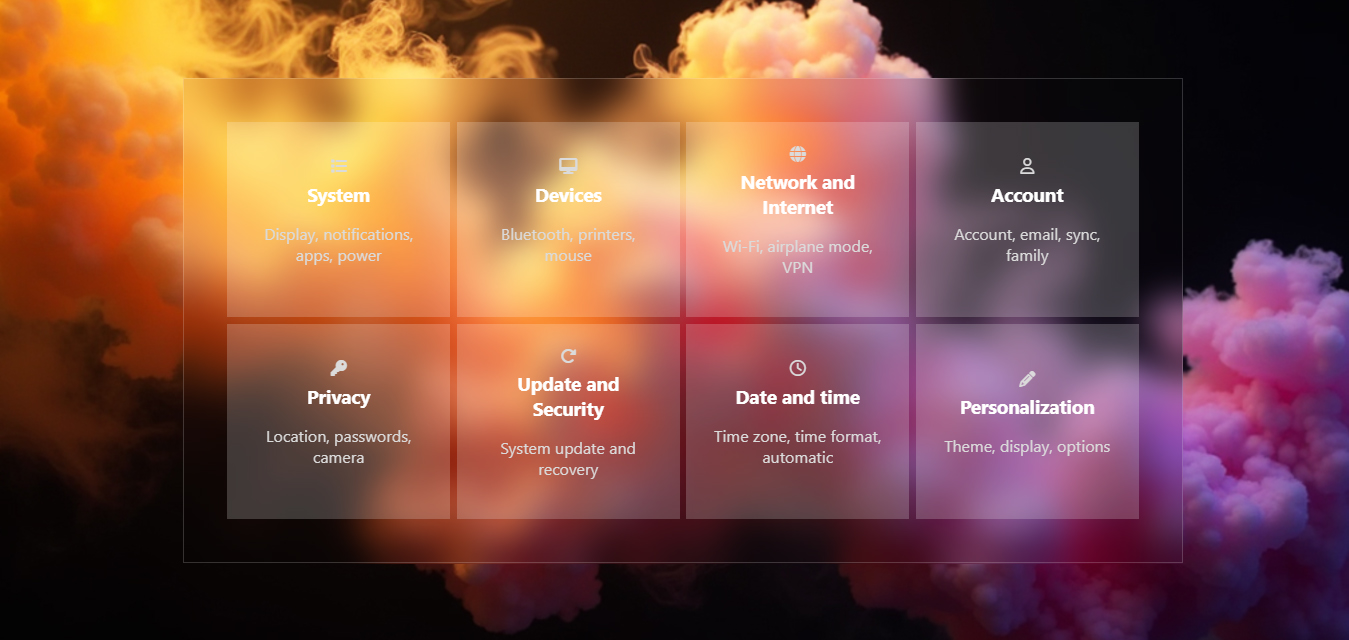 System
Display, notifications,
apps, power
Devices
Bluetooth, printers,
mouse
Network and
Internet
Wi-Fi, airplane mode,
VPN
Account
Account, email, sync,
family
Privacy
Location, passwords,
camera
Update and
Security
System update and
recovery
Date and time
Time zone, time format,
automatic
Personalization
Theme, display, options